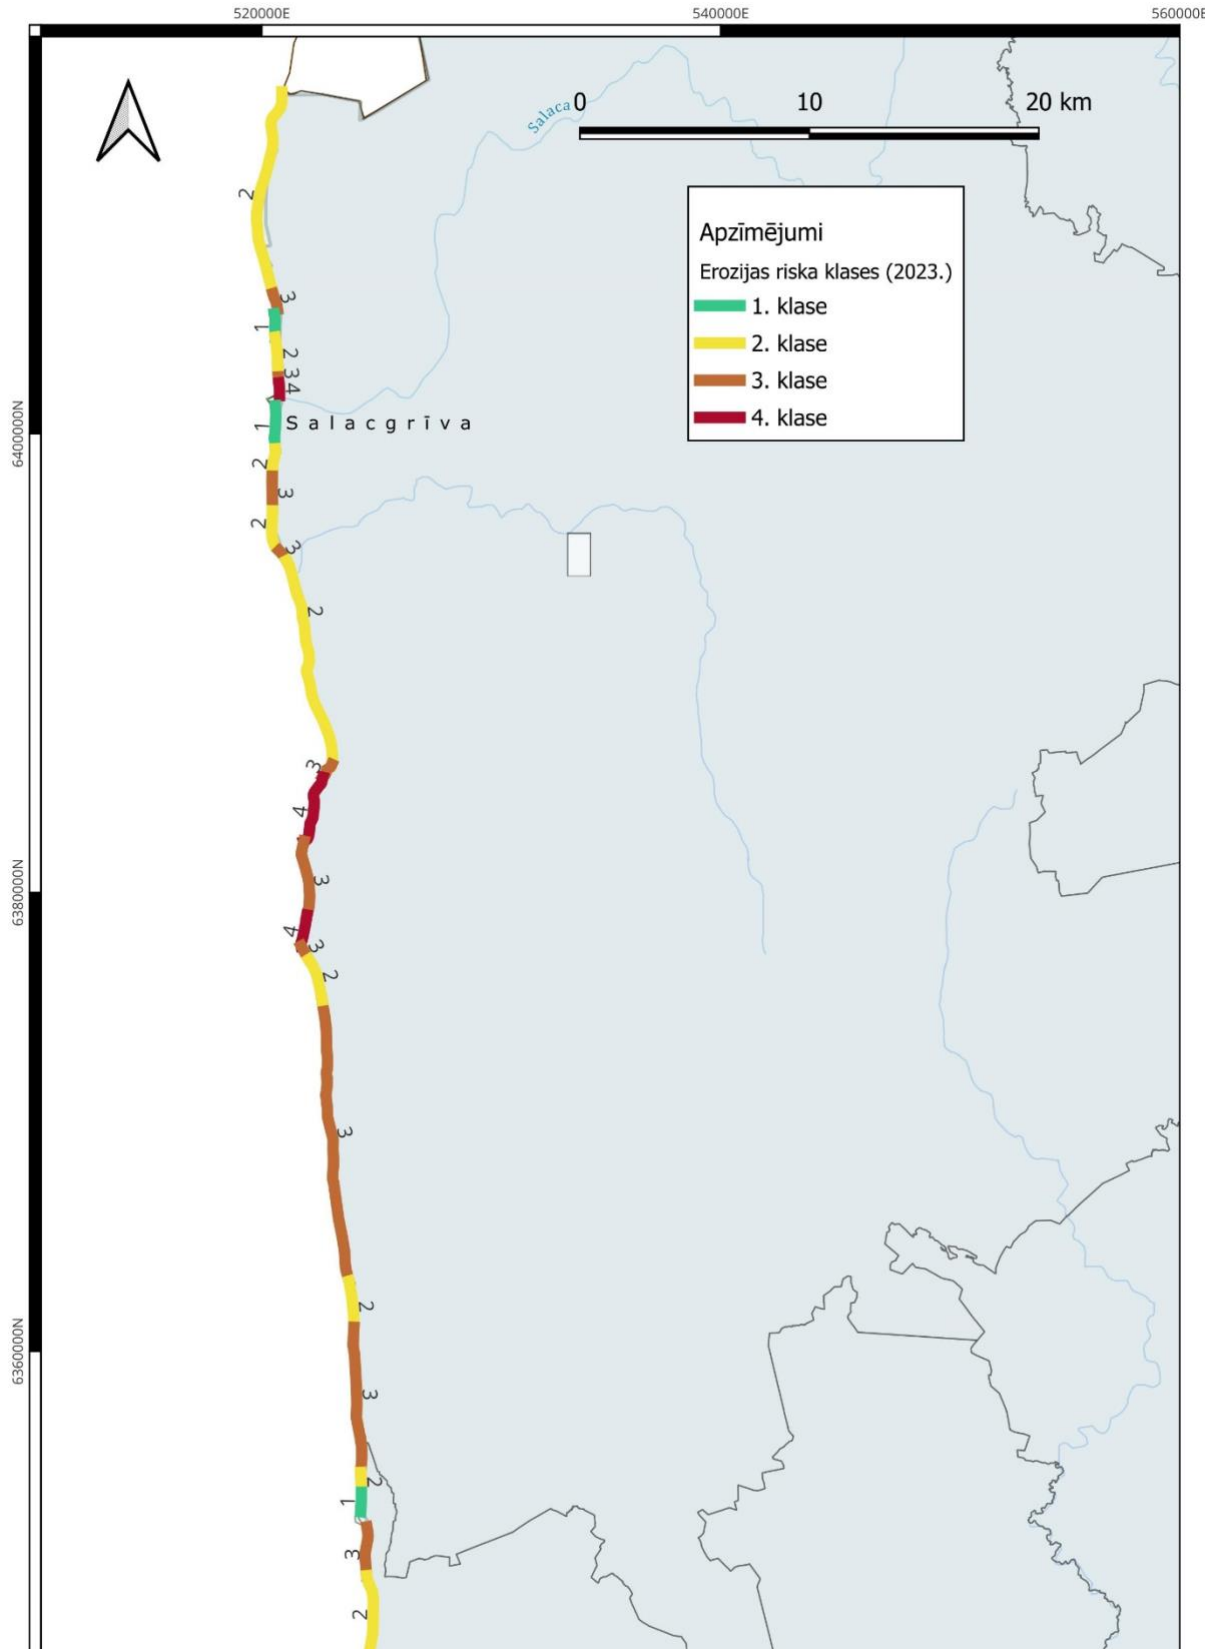 520000E
540000E
560000E
Salaca
0
10
20 km
Apzīmējumi
Erozijas riska klases (2023.)
1. klase
2. klase
3. klase
4. klase
2
3
1
2
3
4
6400000N
1
Salacgrīva
2
3
2
3
2
3
4
3
6380000N
4
3
2
3
2
6360000N
3
2
1
3
2